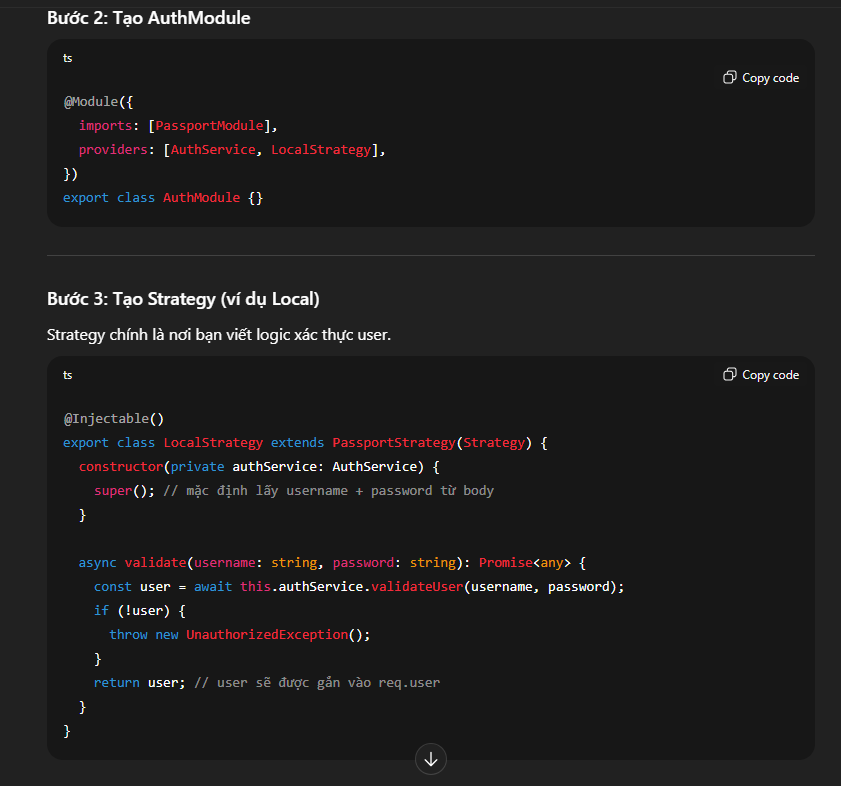 Bước 2: Tạo AuthModule
ts
Copy code
@Module({
  imports: [PassportModule],
  providers: [AuthService, LocalStrategy],
})
export class AuthModule {}
Bước 3: Tạo Strategy (ví dụ Local)
Strategy chính là nơi bạn viết logic xác thực user.
ts
Copy code
@Injectable()
export class LocalStrategy extends PassportStrategy(Strategy) {
  constructor(private authService: AuthService) {
    super(); // mặc định lấy username + password từ body
  }
  async validate(username: string, password: string): Promise<any> {
    const user = await this.authService.validateUser(username, password);
    if (!user) {
      throw new UnauthorizedException();
    }
    return user; // user sẽ được gắn vào req.user
  }
}